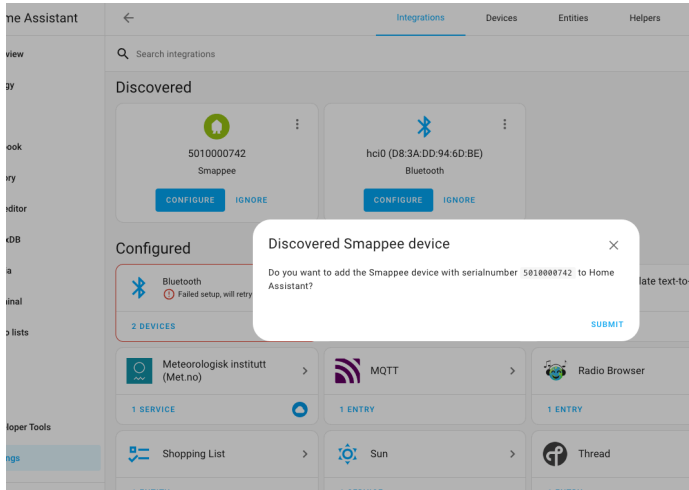 me Assistant
Integrations
Devices
Entities
Helpers
view
Search integrations
gy
Discovered
5010000742
Smappee
CONFIGURE
IGNORE
hci0 (D8:3A:DD:94:6D:BE)
Bluetooth
CONFIGURE
IGNORE
ook
ory
editor
xDB
a
inal
o lists
Configured
Discovered Smappee device
Do you want to add the Smappee device with serialnumber 5010000742 to Home
Assistant?
SUBMIT
Bluetooth
Failed setup, will retry
2 DEVICES
late text-to-
Meteorologisk institutt
(Met.no)
1 SERVICE
MQTT
1 ENTRY
Radio Browser
1 ENTRY
loper Tools
ngs
Shopping List
Sun
Thread